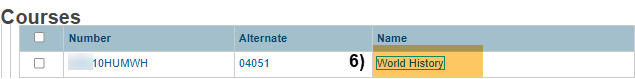 Courses
Number Alternate Name
10HUMWH 04051 6) World History